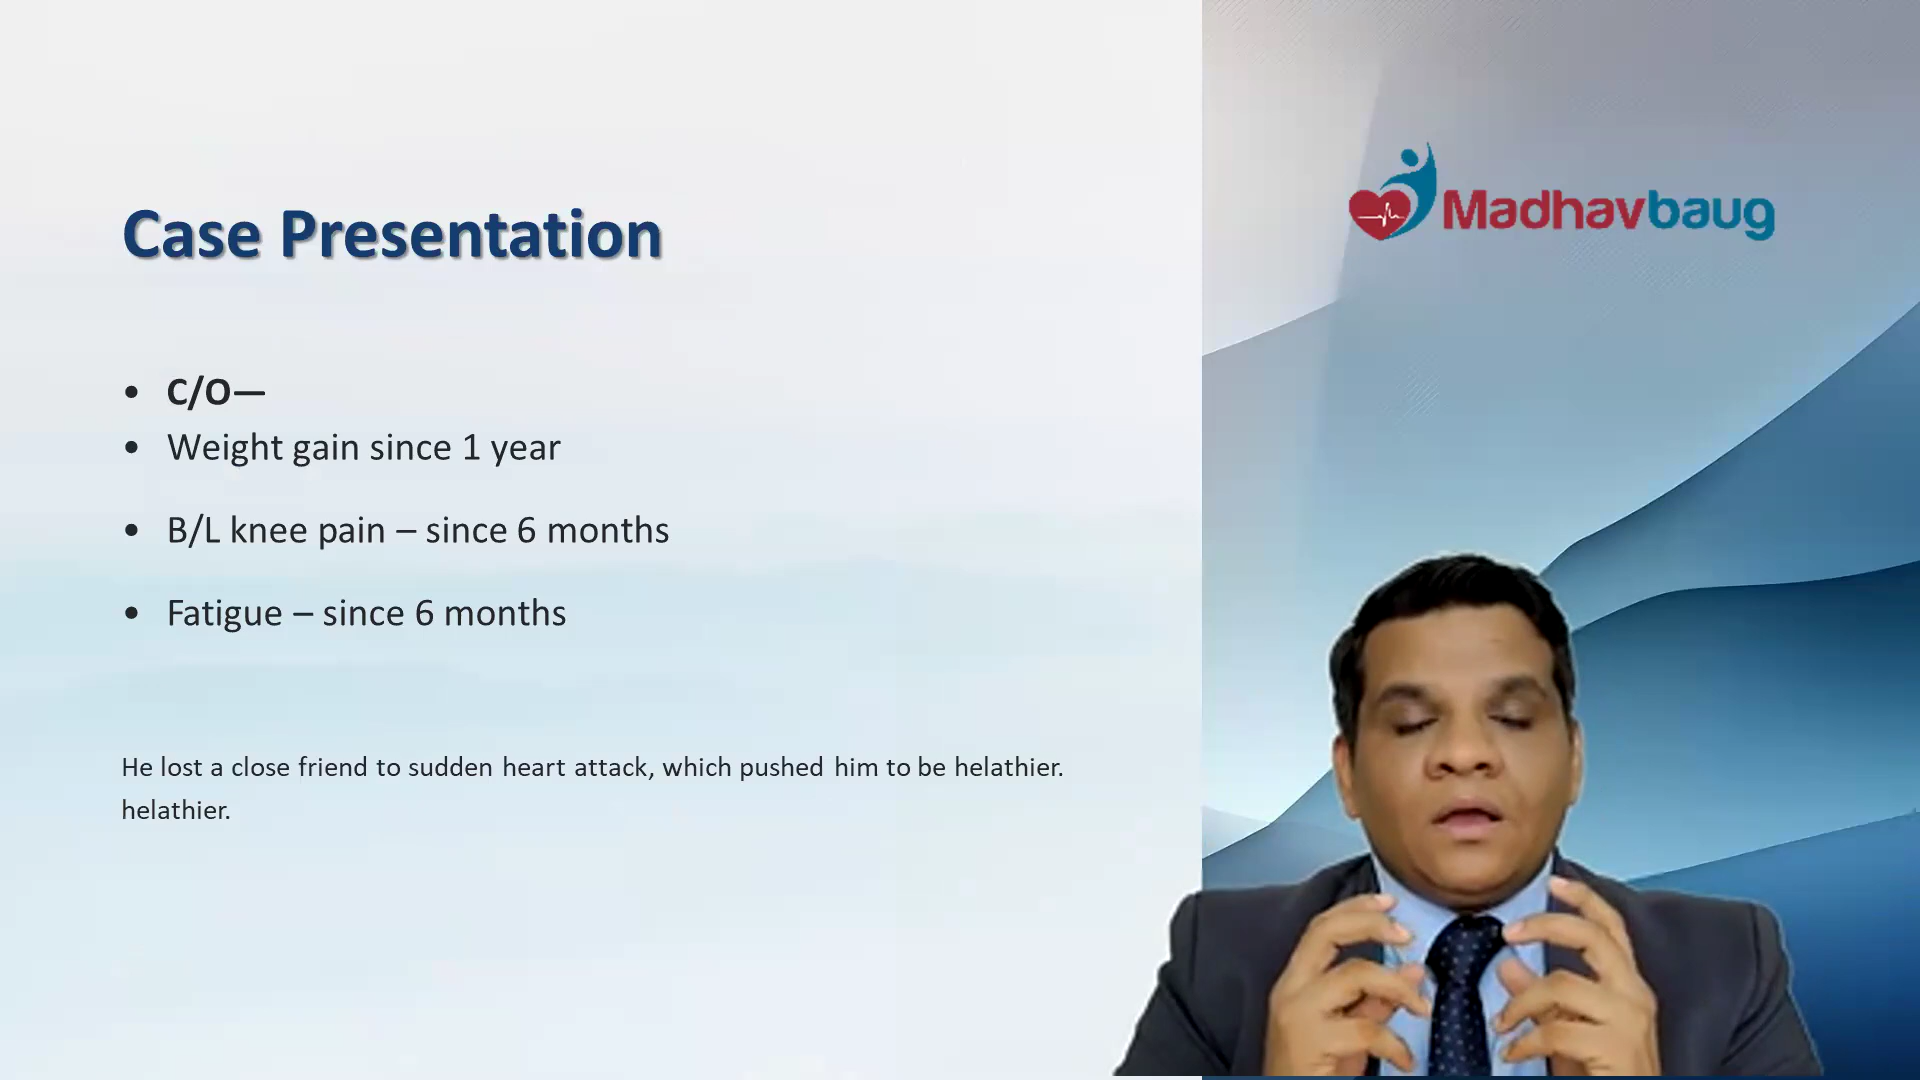 Case Presentation
Madhavbaug
• C/O—
• Weight gain since 1 year
• B/L knee pain – since 6 months
• Fatigue – since 6 months
He lost a close friend to sudden heart attack, which pushed him to be helathier.
helathier.